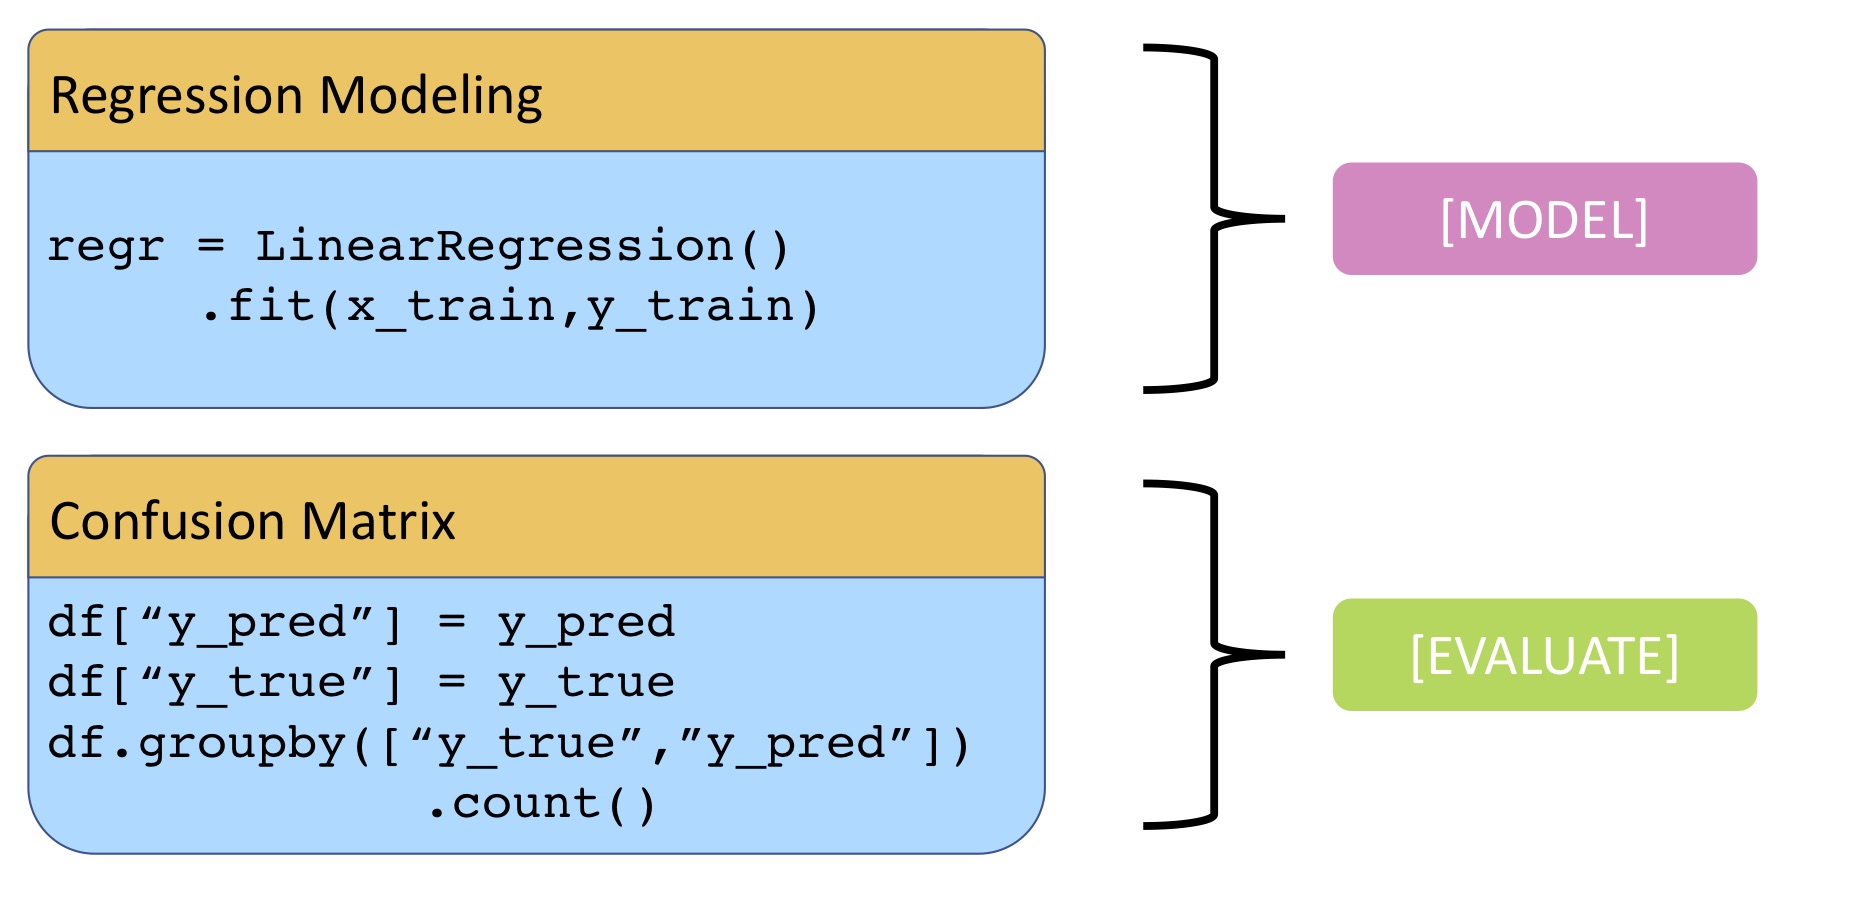 Regression Modeling
regr = LinearRegression()
.fit(x_train,y_train)
[MODEL]
Confusion Matrix
df[“y_pred”] = y_pred
df[“y_true”] = y_true
df.groupby([“y_true”,”y_pred”])
.count()
[EVALUATE]